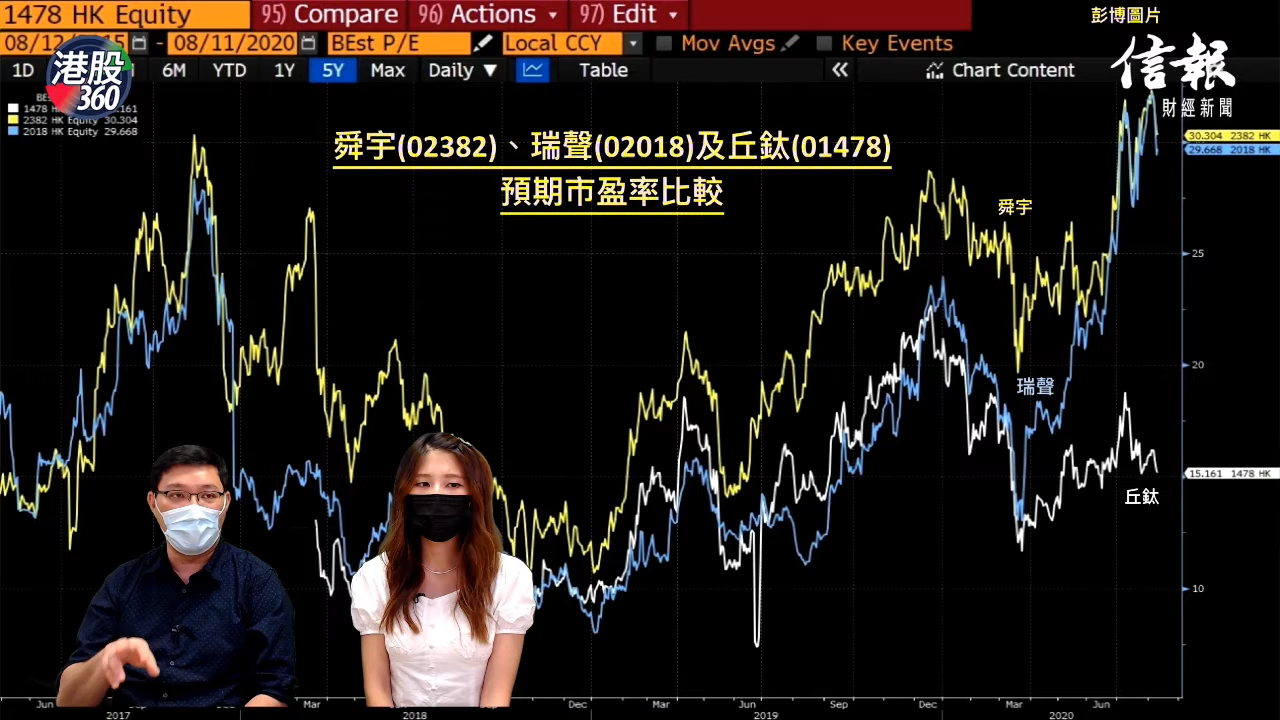 1478 HK Equity 95) Compare 96) Actions 97) Edit
彭博圖片
08/11/2020 BEst P/E Local CCY Mov Avgs Key Events
信報
財經新聞
港股
360
1D 6M YTD 1Y 5Y Max Daily Table Chart Content
2382 HK Equity 30.304
2018 HK Equity 29.668
舜宇(02382)、瑞聲(02018)及丘鈦(01478)
預期市盈率比較
30.304 2382 HK
29.668 2018 HK
舜宇
25
20
瑞聲
15.161 1478 HK
丘鈦
10
Jun Mar Dec Mar Jun Sep Dec Mar Jun
2017 2018 2019 2020